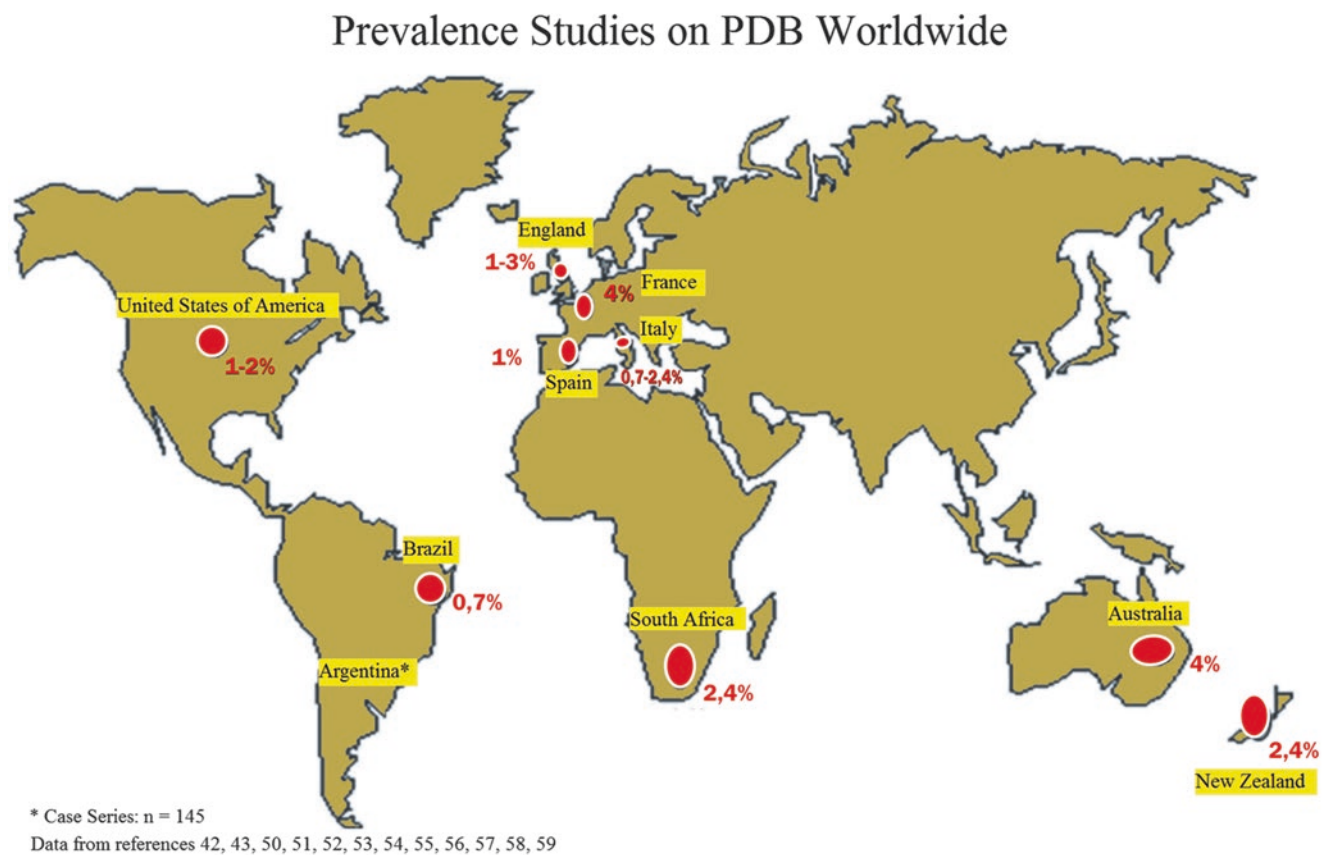 Prevalence Studies on PDB Worldwide
England
1-3%
France
4%
United States of America
1-2%
Italy
0,7-2,4%
1%
Spain
Brazil
0,7%
South Africa
2,4%
Argentina*
Australia
4%
2,4%
New Zealand
* Case Series: n = 145
Data from references 42, 43, 50, 51, 52, 53, 54, 55, 56, 57, 58, 59